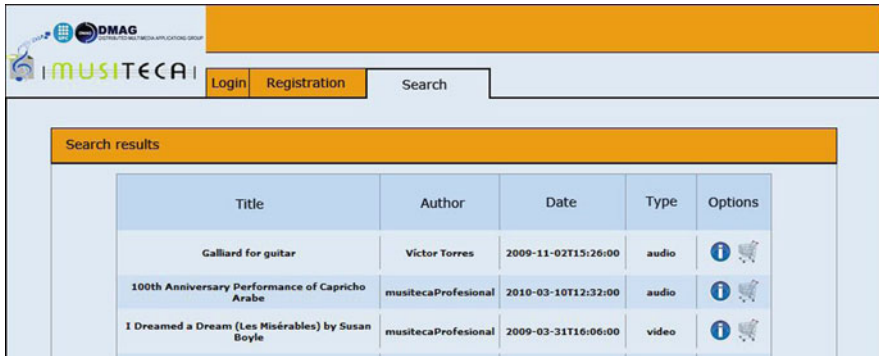 DMAG
DISTRIBUTED MULTIMEDIA APPLICATIONS GROUP
MUSITECA
Login Registration Search
Search results
Title Author Date Type Options
Galliard for guitar Víctor Torres 2009-11-02T15:26:00 audio
100th Anniversary Performance of Capricho
Arabe musitecaProfesional 2010-03-10T12:32:00 audio
I Dreamed a Dream (Les Misérables) by Susan
Boyle musitecaProfesional 2009-03-31T16:06:00 video